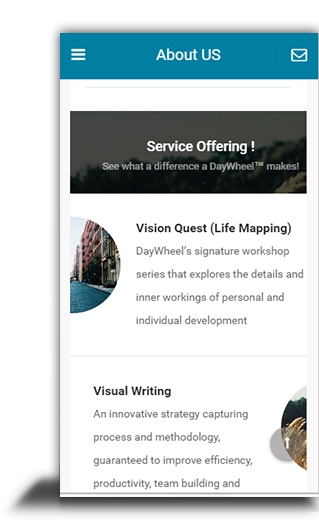 About US
Service Offering !
See what a difference a DayWheel™ makes!
Vision Quest (Life Mapping)
DayWheel's signature workshop
series that explores the details and
inner workings of personal and
individual development
Visual Writing
An innovative strategy capturing
process and methodology,
guaranteed to improve efficiency,
productivity, team building and